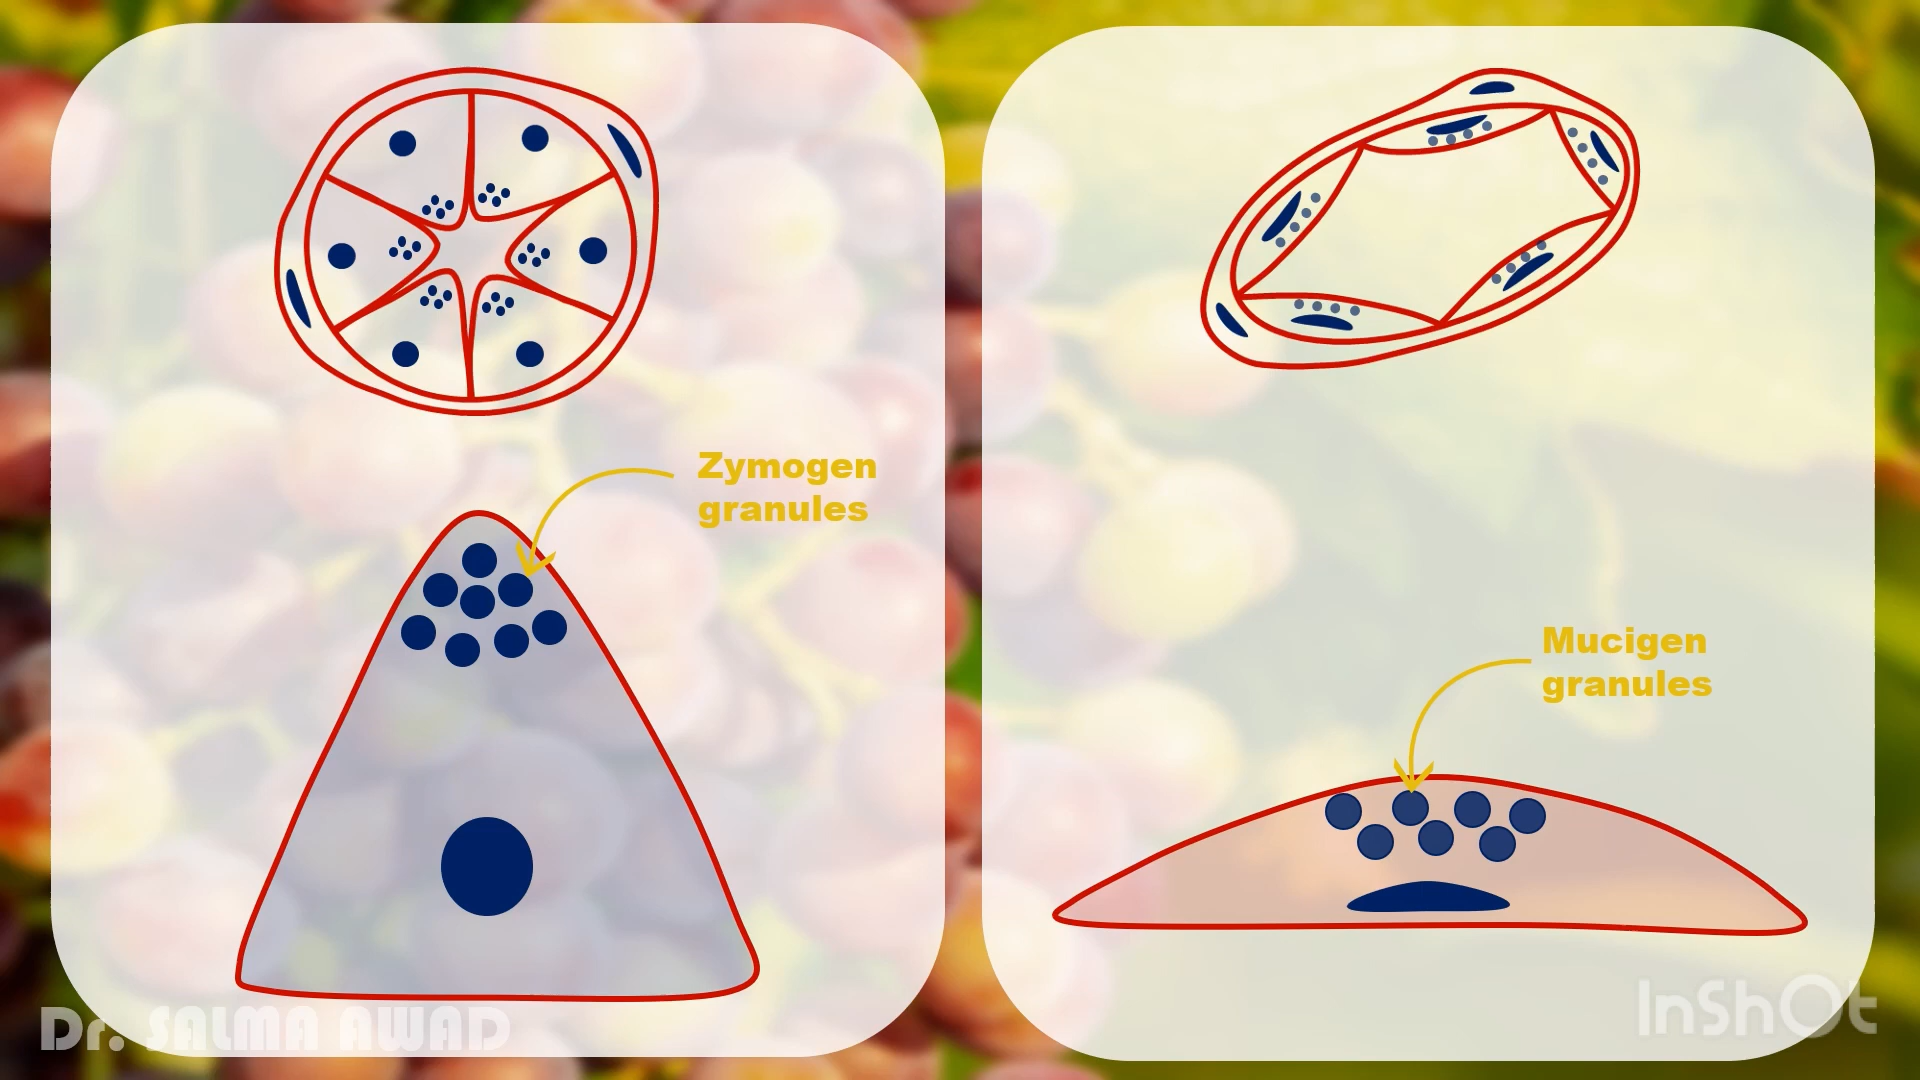 Zymogen
granules
Mucigen
granules
Dr. SALMA AWAD
InShOt